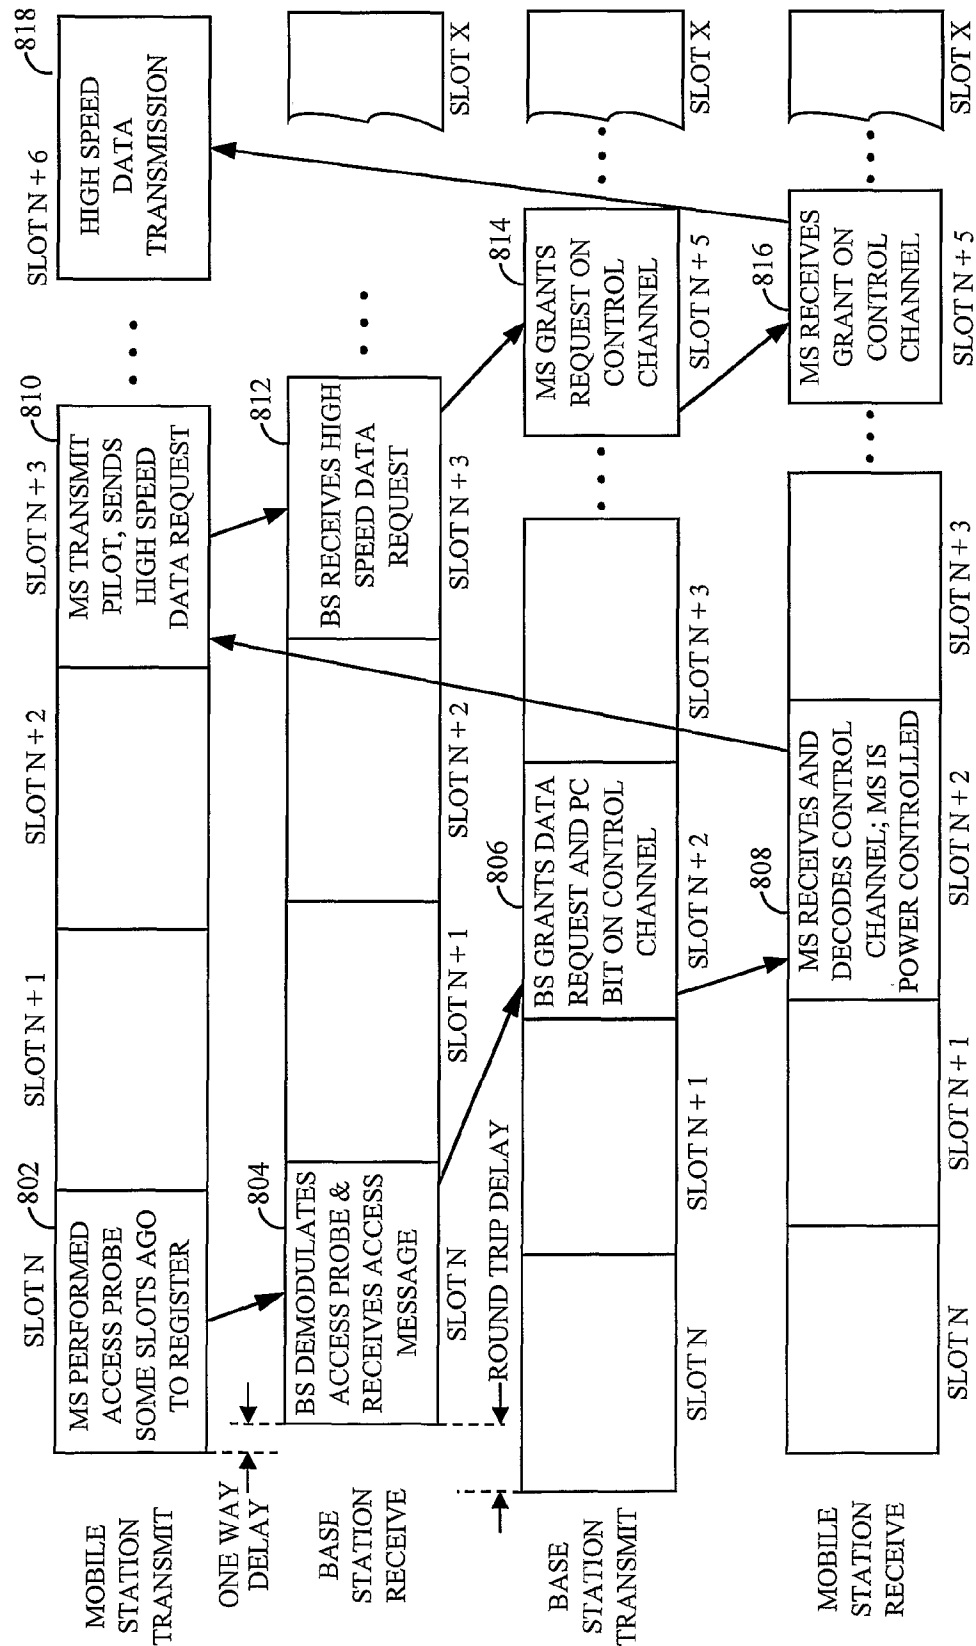 MOBILE
STATION
TRANSMIT
SLOT N
802
MS PERFORMED
ACCESS PROBE
SOME SLOTS AGO
TO REGISTER
SLOT N + 1
SLOT N + 2
SLOT N + 3
810
MS TRANSMIT
PILOT, SENDS
HIGH SPEED
DATA REQUEST
SLOT N + 6
818
HIGH SPEED
DATA
TRANSMISSION
ONE WAY
DELAY
BASE
STATION
RECEIVE
804
BS DEMODULATES
ACCESS PROBE &
RECEIVES ACCESS
MESSAGE
812
BS RECEIVES HIGH
SPEED DATA
REQUEST
SLOT N
SLOT N + 1
SLOT N + 2
SLOT N + 3
SLOT X
ROUND TRIP DELAY
BASE
STATION
TRANSMIT
806
BS GRANTS DATA
REQUEST AND PC
BIT ON CONTROL
CHANNEL
814
MS GRANTS
REQUEST ON
CONTROL
CHANNEL
SLOT N
SLOT N + 1
SLOT N + 2
SLOT N + 3
SLOT N + 5
SLOT X
MOBILE
STATION
RECEIVE
808
MS RECEIVES AND
DECODES CONTROL
CHANNEL; MS IS
POWER CONTROLLED
816
MS RECEIVES
GRANT ON
CONTROL
CHANNEL
SLOT N
SLOT N + 1
SLOT N + 2
SLOT N + 3
SLOT N + 5
SLOT X